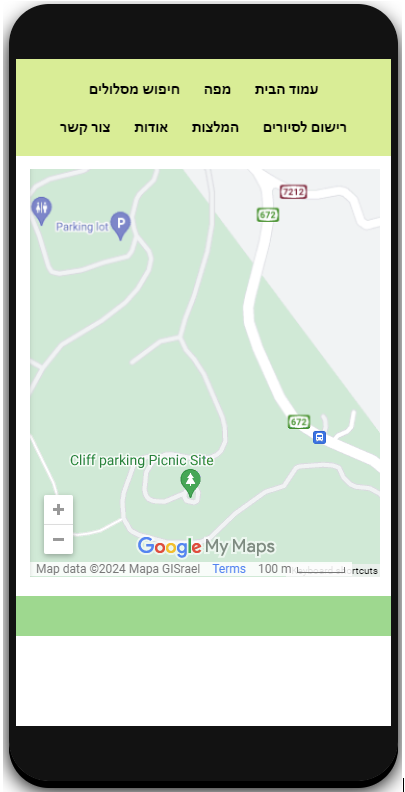 עמוד הבית מפה חיפוש מסלולים
רישום לסיורים המלצות אודות צור קשר
7212
672
Parking lot P
672
Cliff parking Picnic Site
+
−
Google My Maps
Map data ©2024 Mapa GISrael Terms 100 m rtcuts